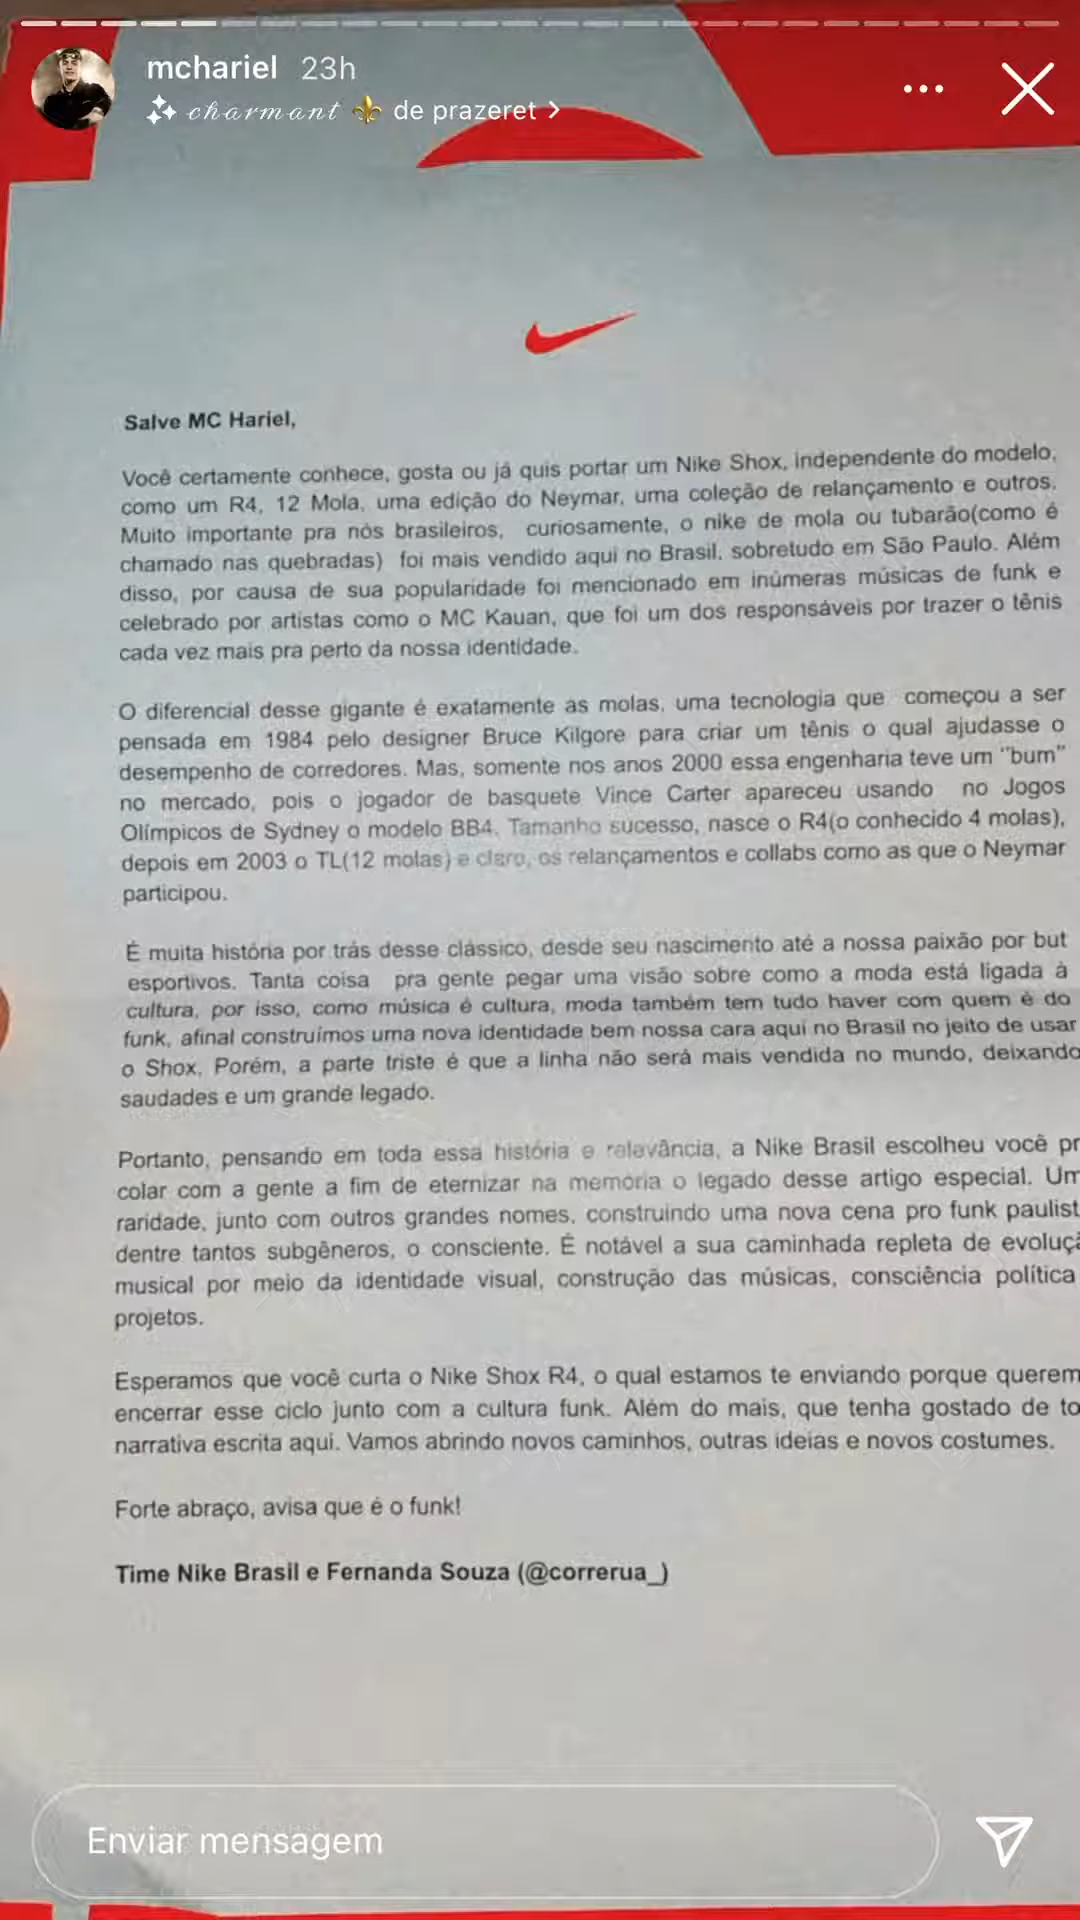 mchariel 23h
charmant de prazeret >
Salve MC Hariel,
Você certamente conhece, gosta ou já quis portar um Nike Shox, independente do modelo,
como um R4, 12 Mola, uma edição do Neymar, uma coleção de relançamento e outros.
Muito importante pra nós brasileiros, curiosamente, o nike de mola ou tubarão(como é
chamado nas quebradas) foi mais vendido aqui no Brasil, sobretudo em São Paulo. Além
disso, por causa de sua popularidade foi mencionado em inúmeras músicas de funk e
celebrado por artistas como o MC Kauan, que foi um dos responsáveis por trazer o tênis
cada vez mais pra perto da nossa identidade.
O diferencial desse gigante é exatamente as molas, uma tecnologia que começou a ser
pensada em 1984 pelo designer Bruce Kilgore para criar um tênis o qual ajudasse o
desempenho de corredores. Mas, somente nos anos 2000 essa engenharia teve um "bum"
no mercado, pois o jogador de basquete Vince Carter apareceu usando no Jogos
Olímpicos de Sydney o modelo BB4. Tamanho sucesso, nasce o R4(o conhecido 4 molas),
depois em 2003 o TL(12 molas) e claro, os relançamentos e collabs como as que o Neymar
participou.
É muita história por trás desse clássico, desde seu nascimento até a nossa paixão por but
esportivos. Tanta coisa pra gente pegar uma visão sobre como a moda está ligada à
cultura, por isso, como música é cultura, moda também tem tudo haver com quem é do
funk, afinal construímos uma nova identidade bem nossa cara aqui no Brasil no jeito de usar
o Shox. Porém, a parte triste é que a linha não será mais vendida no mundo, deixando
saudades e um grande legado.
Portanto, pensando em toda essa história e relevância, a Nike Brasil escolheu você pr
colar com a gente a fim de eternizar na memória o legado desse artigo especial. Um
raridade, junto com outros grandes nomes, construindo uma nova cena pro funk paulist
dentre tantos subgêneros, o consciente. É notável a sua caminhada repleta de evoluçã
musical por meio da identidade visual, construção das músicas, consciência política
projetos.
Esperamos que você curta o Nike Shox R4, o qual estamos te enviando porque querem
encerrar esse ciclo junto com a cultura funk. Além do mais, que tenha gostado de to
narrativa escrita aqui. Vamos abrindo novos caminhos, outras ideias e novos costumes.
Forte abraço, avisa que é o funk!
Time Nike Brasil e Fernanda Souza (@correrua_)
Enviar mensagem